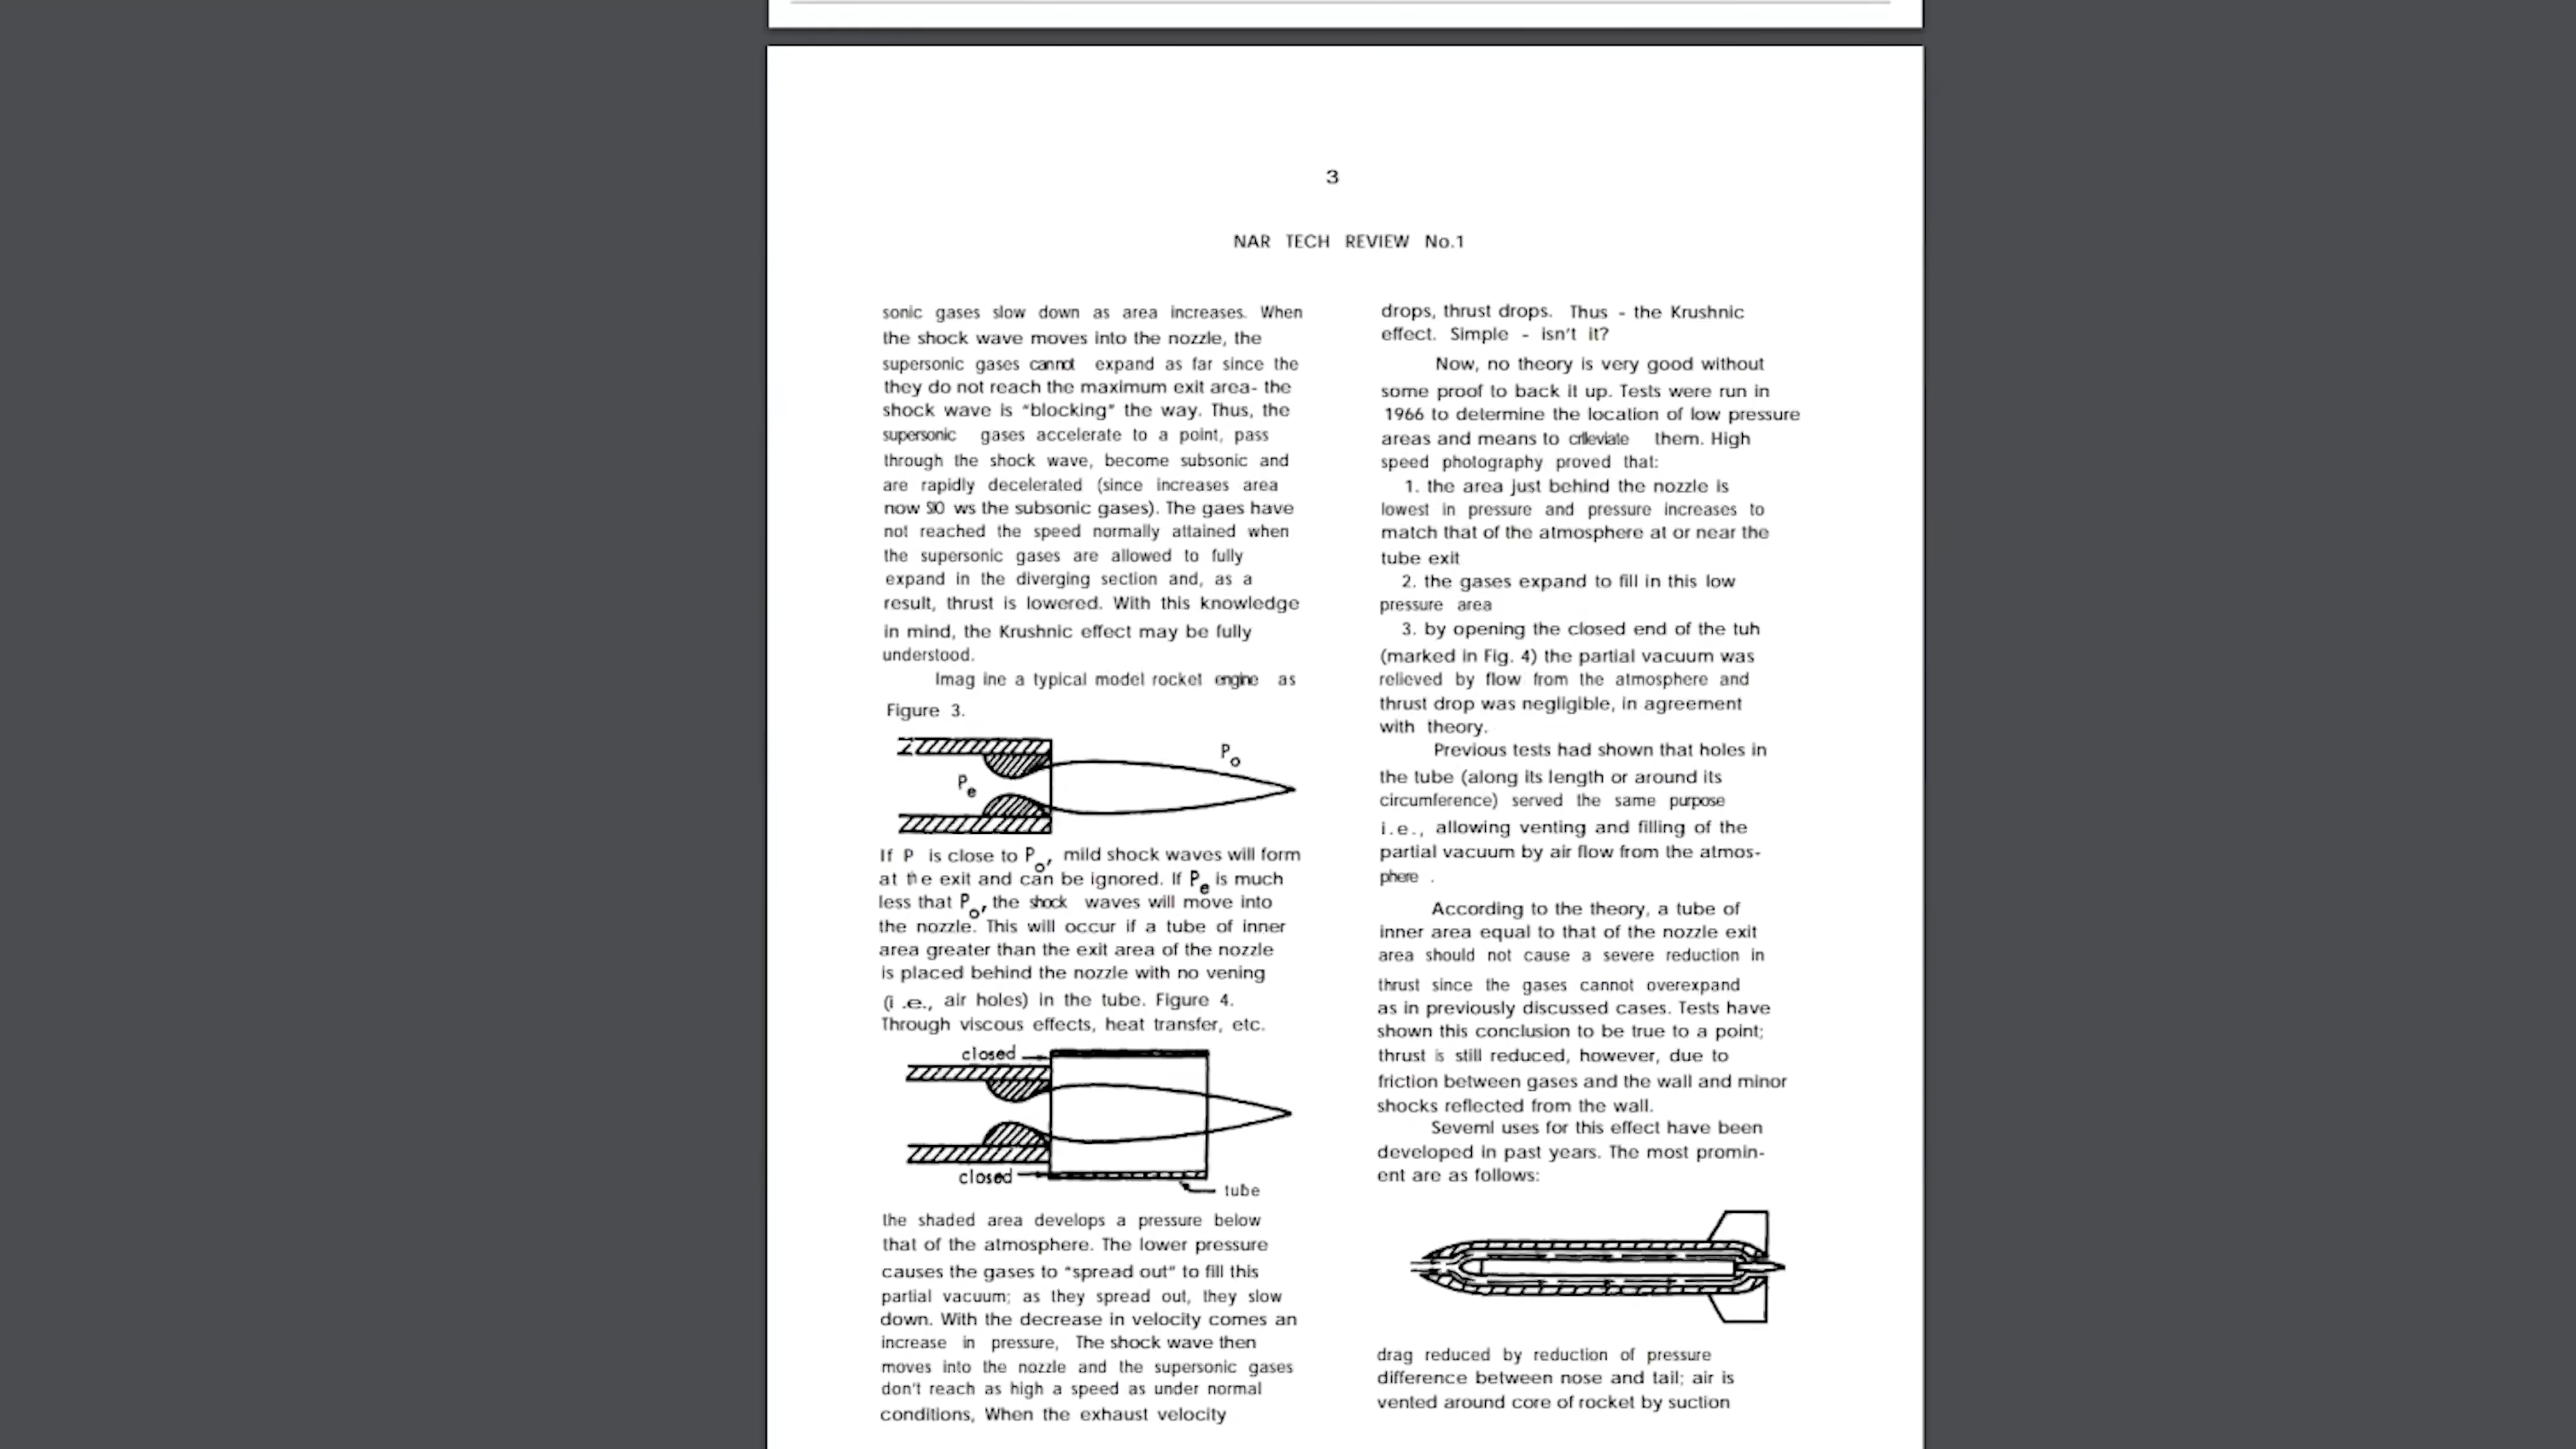 3
NAR TECH REVIEW No.1
sonic gases slow down as area increases. When
the shock wave moves into the nozzle, the
supersonic gases cannot expand as far since the
they do not reach the maximum exit area- the
shock wave is "blocking" the way. Thus, the
supersonic gases accelerate to a point, pass
through the shock wave, become subsonic and
are rapidly decelerated (since increases area
now SIO ws the subsonic gases). The gaes have
not reached the speed normally attained when
the supersonic gases are allowed to fully
expand in the diverging section and, as a
result, thrust is lowered. With this knowledge
in mind, the Krushnic effect may be fully
understood.
Imag ine a typical model rocket engine as
Figure 3.
Po
Pe
If P is close to Po, mild shock waves will form
at the exit and can be ignored. If Pe is much
less that Po, the shock waves will move into
the nozzle. This will occur if a tube of inner
area greater than the exit area of the nozzle
is placed behind the nozzle with no vening
(i .e., air holes) in the tube. Figure 4.
Through viscous effects, heat transfer, etc.
closed
closed
tube
the shaded area develops a pressure below
that of the atmosphere. The lower pressure
causes the gases to "spread out" to fill this
partial vacuum; as they spread out, they slow
down. With the decrease in velocity comes an
increase in pressure, The shock wave then
moves into the nozzle and the supersonic gases
don't reach as high a speed as under normal
conditions, When the exhaust velocity
drops, thrust drops. Thus - the Krushnic
effect. Simple - isn't it?
Now, no theory is very good without
some proof to back it up. Tests were run in
1966 to determine the location of low pressure
areas and means to crlleviate them. High
speed photography proved that:
1. the area just behind the nozzle is
lowest in pressure and pressure increases to
match that of the atmosphere at or near the
tube exit
2. the gases expand to fill in this low
pressure area
3. by opening the closed end of the tuh
(marked in Fig. 4) the partial vacuum was
relieved by flow from the atmosphere and
thrust drop was negligible, in agreement
with theory.
Previous tests had shown that holes in
the tube (along its length or around its
circumference) served the same purpose
i.e., allowing venting and filling of the
partial vacuum by air flow from the atmos-
phere .
According to the theory, a tube of
inner area equal to that of the nozzle exit
area should not cause a severe reduction in
thrust since the gases cannot overexpand
as in previously discussed cases. Tests have
shown this conclusion to be true to a point;
thrust is still reduced, however, due to
friction between gases and the wall and minor
shocks reflected from the wall.
Seveml uses for this effect have been
developed in past years. The most promin-
ent are as follows:
drag reduced by reduction of pressure
difference between nose and tail; air is
vented around core of rocket by suction